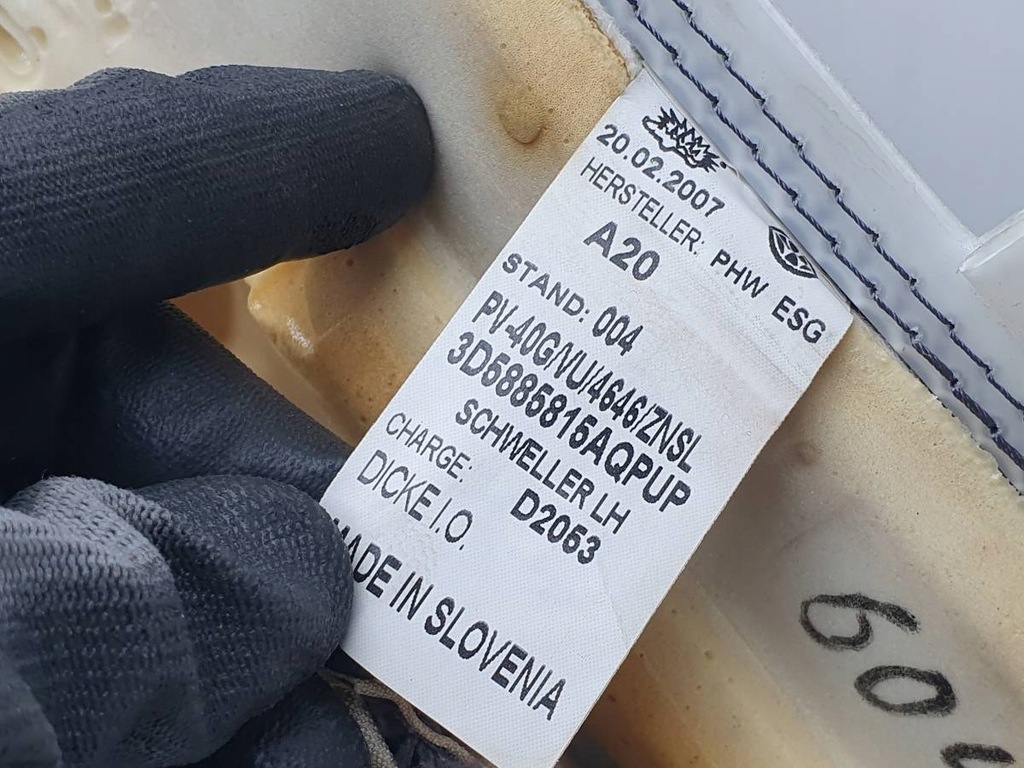 20.02.2007
HERSTELLER: PHW ESG
A20
STAND: 004
PV-40G/VU/4646/ZNSL
3D5885815AQPUP
SCHWELLER LH
CHARGE: D2053
DICKE I.O.
MADE IN SLOVENIA
60